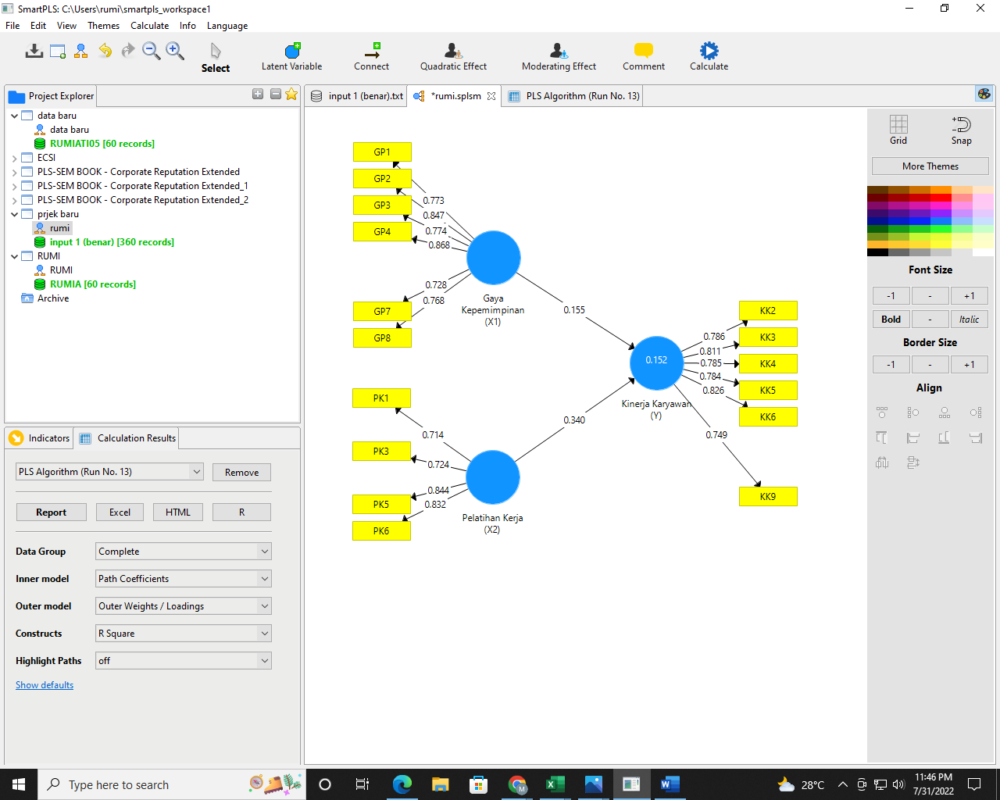 SmartPLS: C:\Users\rumi\smartpls_workspace1
File Edit View Themes Calculate Info Language
Select
Latent Variable
Connect
Quadratic Effect
Moderating Effect
Comment
Calculate
Project Explorer
data baru
data baru
RUMIATI05 [60 records]
ECSI
PLS-SEM BOOK - Corporate Reputation Extended
PLS-SEM BOOK - Corporate Reputation Extended_1
PLS-SEM BOOK - Corporate Reputation Extended_2
prjek baru
rumi
input 1 (benar) [360 records]
RUMI
RUMI
RUMIA [60 records]
Archive
Indicators
Calculation Results
PLS Algorithm (Run No. 13)
Remove
Report
Excel
HTML
R
Data Group
Complete
Inner model
Path Coefficients
Outer model
Outer Weights / Loadings
Constructs
R Square
Highlight Paths
off
Show defaults
input 1 (benar).txt
*rumi.splsm
PLS Algorithm (Run No. 13)
GP1
GP2
GP3
GP4
GP7
GP8
0.773
0.847
0.774
0.868
0.728
0.768
Gaya
Kepemimpinan
(X1)
0.155
PK1
PK3
PK5
PK6
0.714
0.724
0.844
0.832
Pelatihan Kerja
(X2)
0.340
0.152
Kinerja Karyawan
(Y)
0.786
0.811
0.785
0.784
0.826
0.749
KK2
KK3
KK4
KK5
KK6
KK9
Grid
Snap
More Themes
Font Size
-1
-
+1
Bold
-
Italic
Border Size
-1
-
+1
Align
Type here to search
M
28°C
11:46 PM
7/31/2022